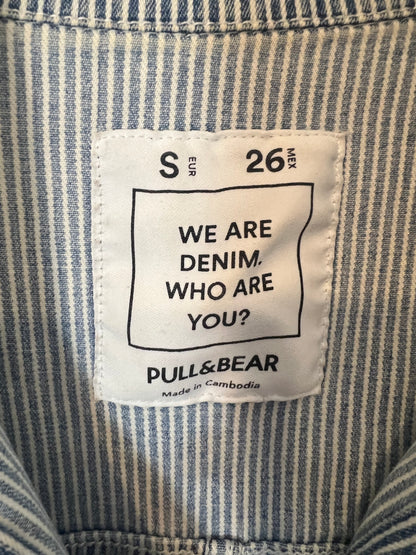 S EUR 26 MEX
WE ARE
DENIM.
WHO ARE
YOU?
PULL&BEAR
Made in Cambodia